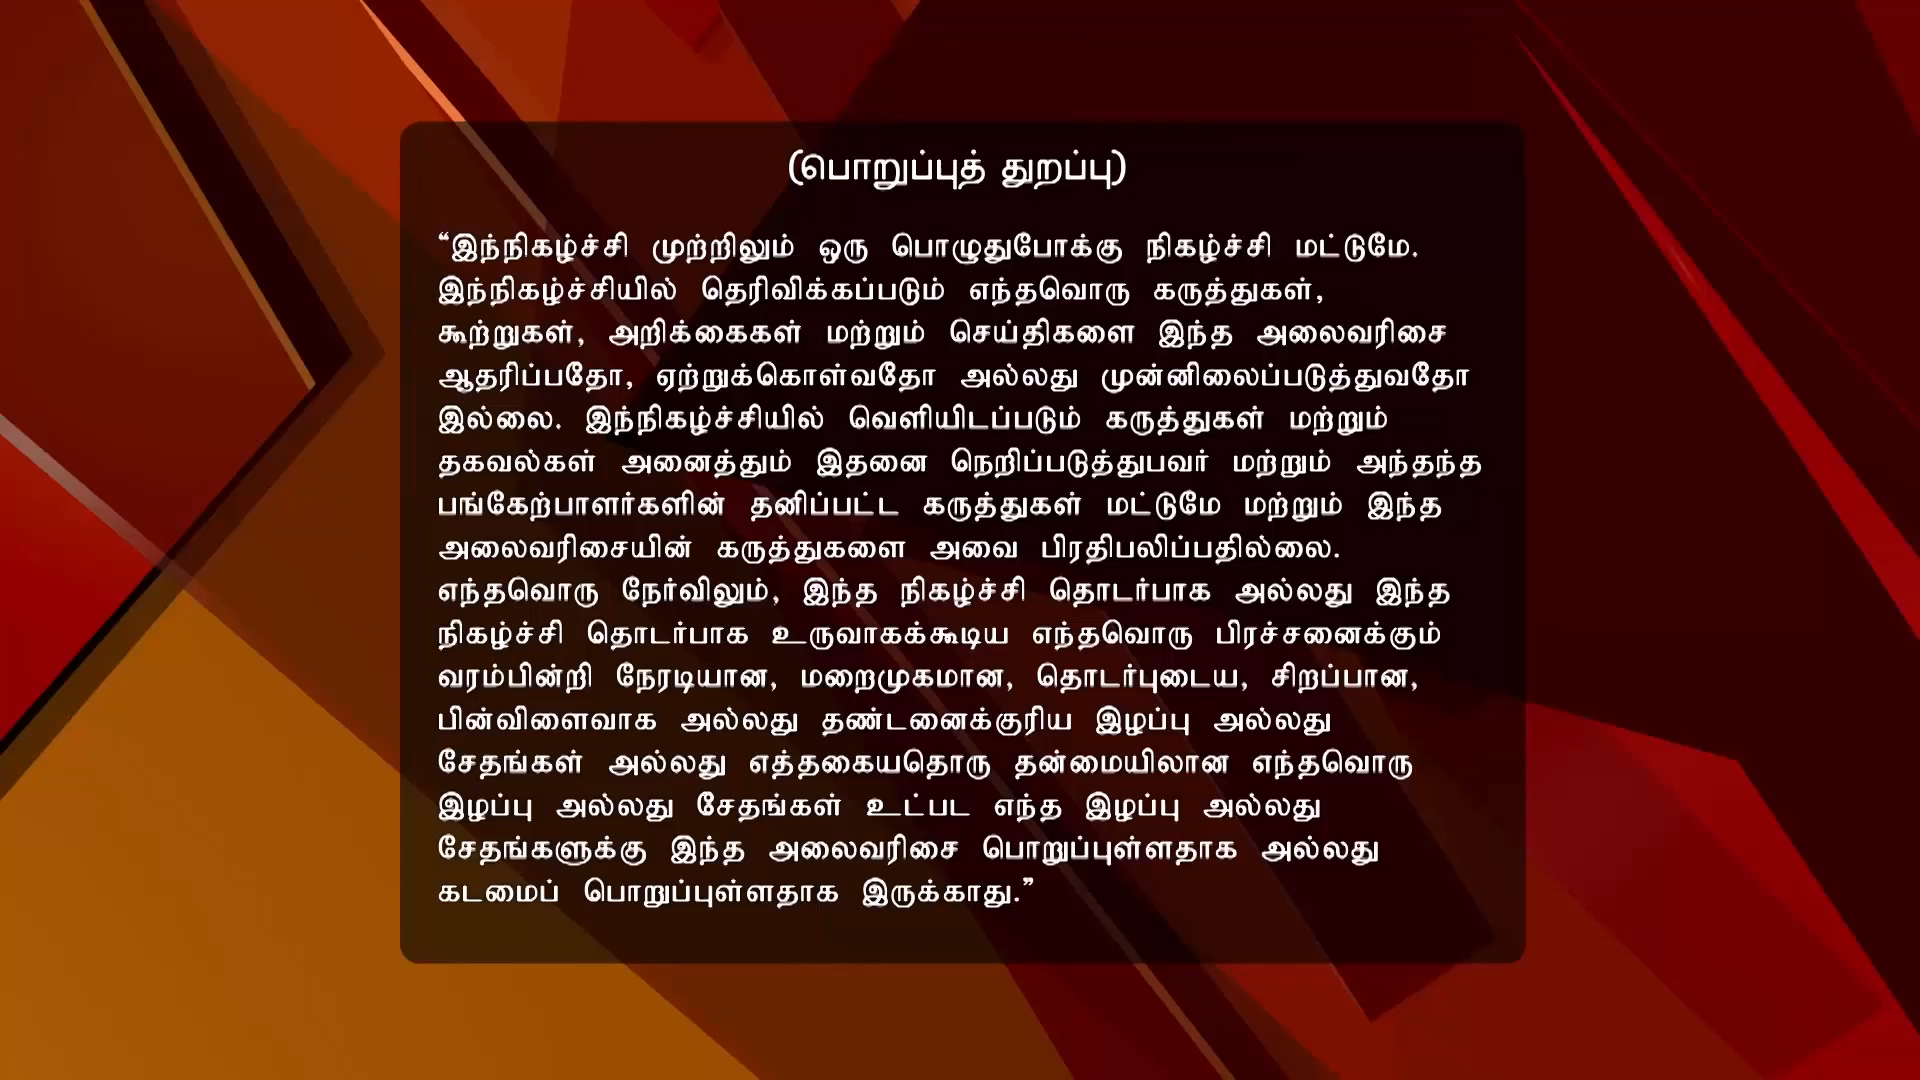 (பொறுப்புத் துறப்பு)
“இந்நிகழ்ச்சி முற்றிலும் ஒரு பொழுதுபோக்கு நிகழ்ச்சி மட்டுமே.
இந்நிகழ்ச்சியில் தெரிவிக்கப்படும் எந்தவொரு கருத்துகள்,
கூற்றுகள், அறிக்கைகள் மற்றும் செய்திகளை இந்த அலைவரிசை
ஆதரிப்பதோ, ஏற்றுக்கொள்வதோ அல்லது முன்னிலைப்படுத்துவதோ
இல்லை. இந்நிகழ்ச்சியில் வெளியிடப்படும் கருத்துகள் மற்றும்
தகவல்கள் அனைத்தும் இதனை நெறிப்படுத்துபவர் மற்றும் அந்தந்த
பங்கேற்பாளர்களின் தனிப்பட்ட கருத்துகள் மட்டுமே மற்றும் இந்த
அலைவரிசையின் கருத்துகளை அவை பிரதிபலிப்பதில்லை.
எந்தவொரு நேர்விலும், இந்த நிகழ்ச்சி தொடர்பாக அல்லது இந்த
நிகழ்ச்சி தொடர்பாக உருவாகக்கூடிய எந்தவொரு பிரச்சனைக்கும்
வரம்பின்றி நேரடியான, மறைமுகமான, தொடர்புடைய, சிறப்பான,
பின்விளைவாக அல்லது தண்டனைக்குரிய இழப்பு அல்லது
சேதங்கள் அல்லது எத்தகையதொரு தன்மையிலான எந்தவொரு
இழப்பு அல்லது சேதங்கள் உட்பட எந்த இழப்பு அல்லது
சேதங்களுக்கு இந்த அலைவரிசை பொறுப்புள்ளதாக அல்லது
கடமைப் பொறுப்புள்ளதாக இருக்காது.”